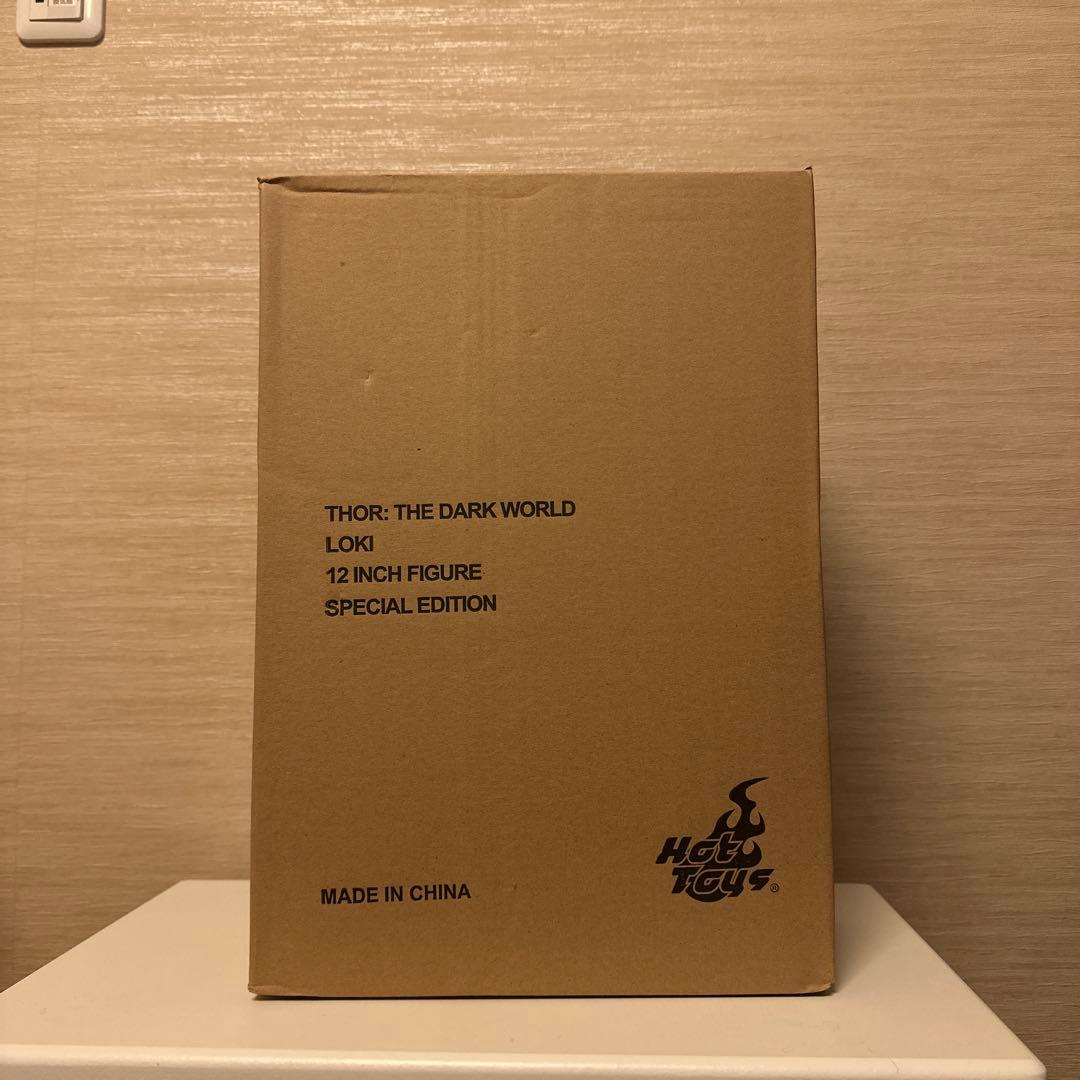 THOR: THE DARK WORLD
LOKI
12 INCH FIGURE
SPECIAL EDITION
MADE IN CHINA
Hot
Toys®